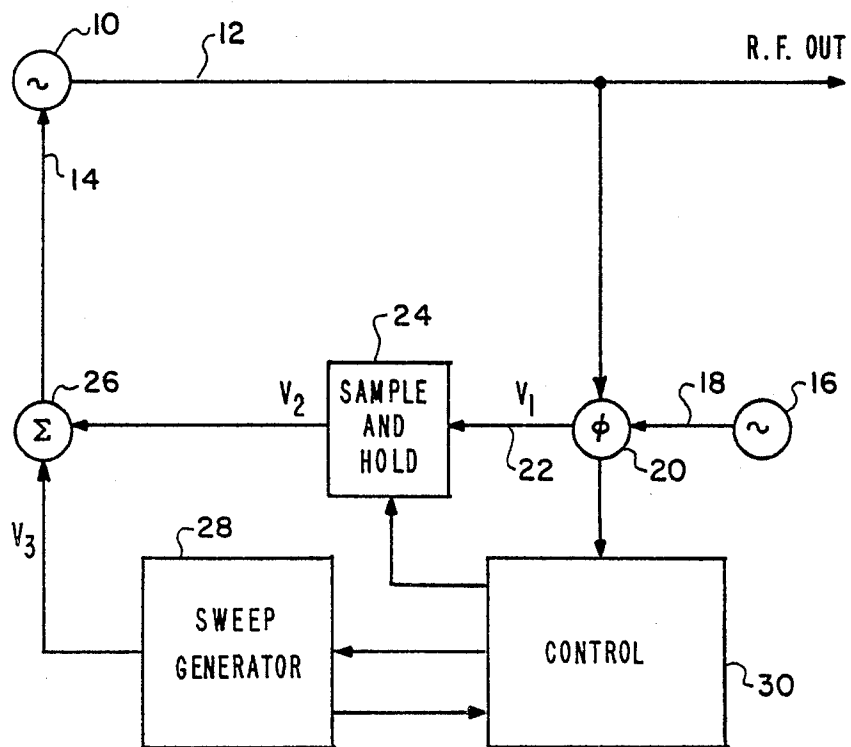 10
12
R.F. OUT
~
14
24
18
16
26
V2
SAMPLE
AND
HOLD
V1
Σ
22
ϕ
20
~
V3
28
SWEEP
GENERATOR
CONTROL
30